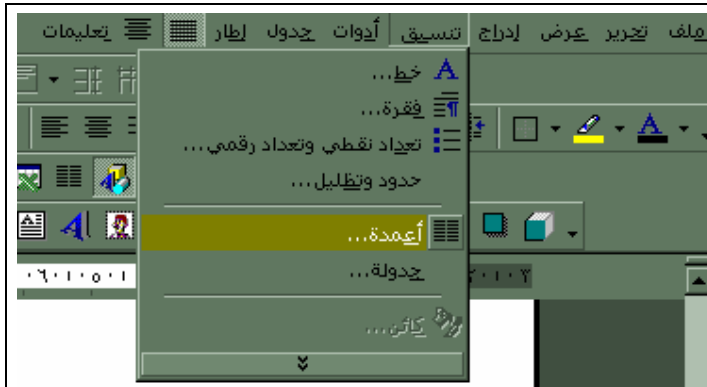 ملف تحرير عرض إدراج تنسيق أدوات جدول إطار تعليمات
خط...
فقرة...
تعداد نقطي وتعداد رقمي...
حدود وتظليل...
أعمدة...
جدولة...
كائن...